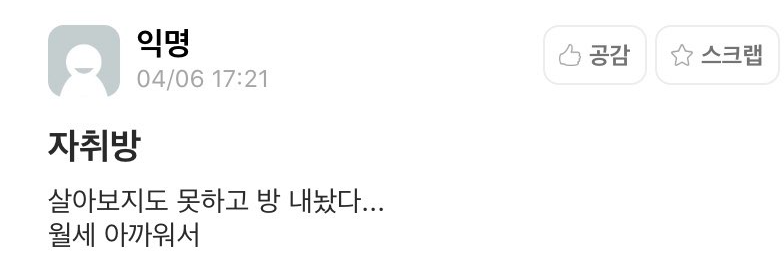 익명
04/06 17:21
공감
스크랩
자취방
살아보지도 못하고 방 내놨다...
월세 아까워서